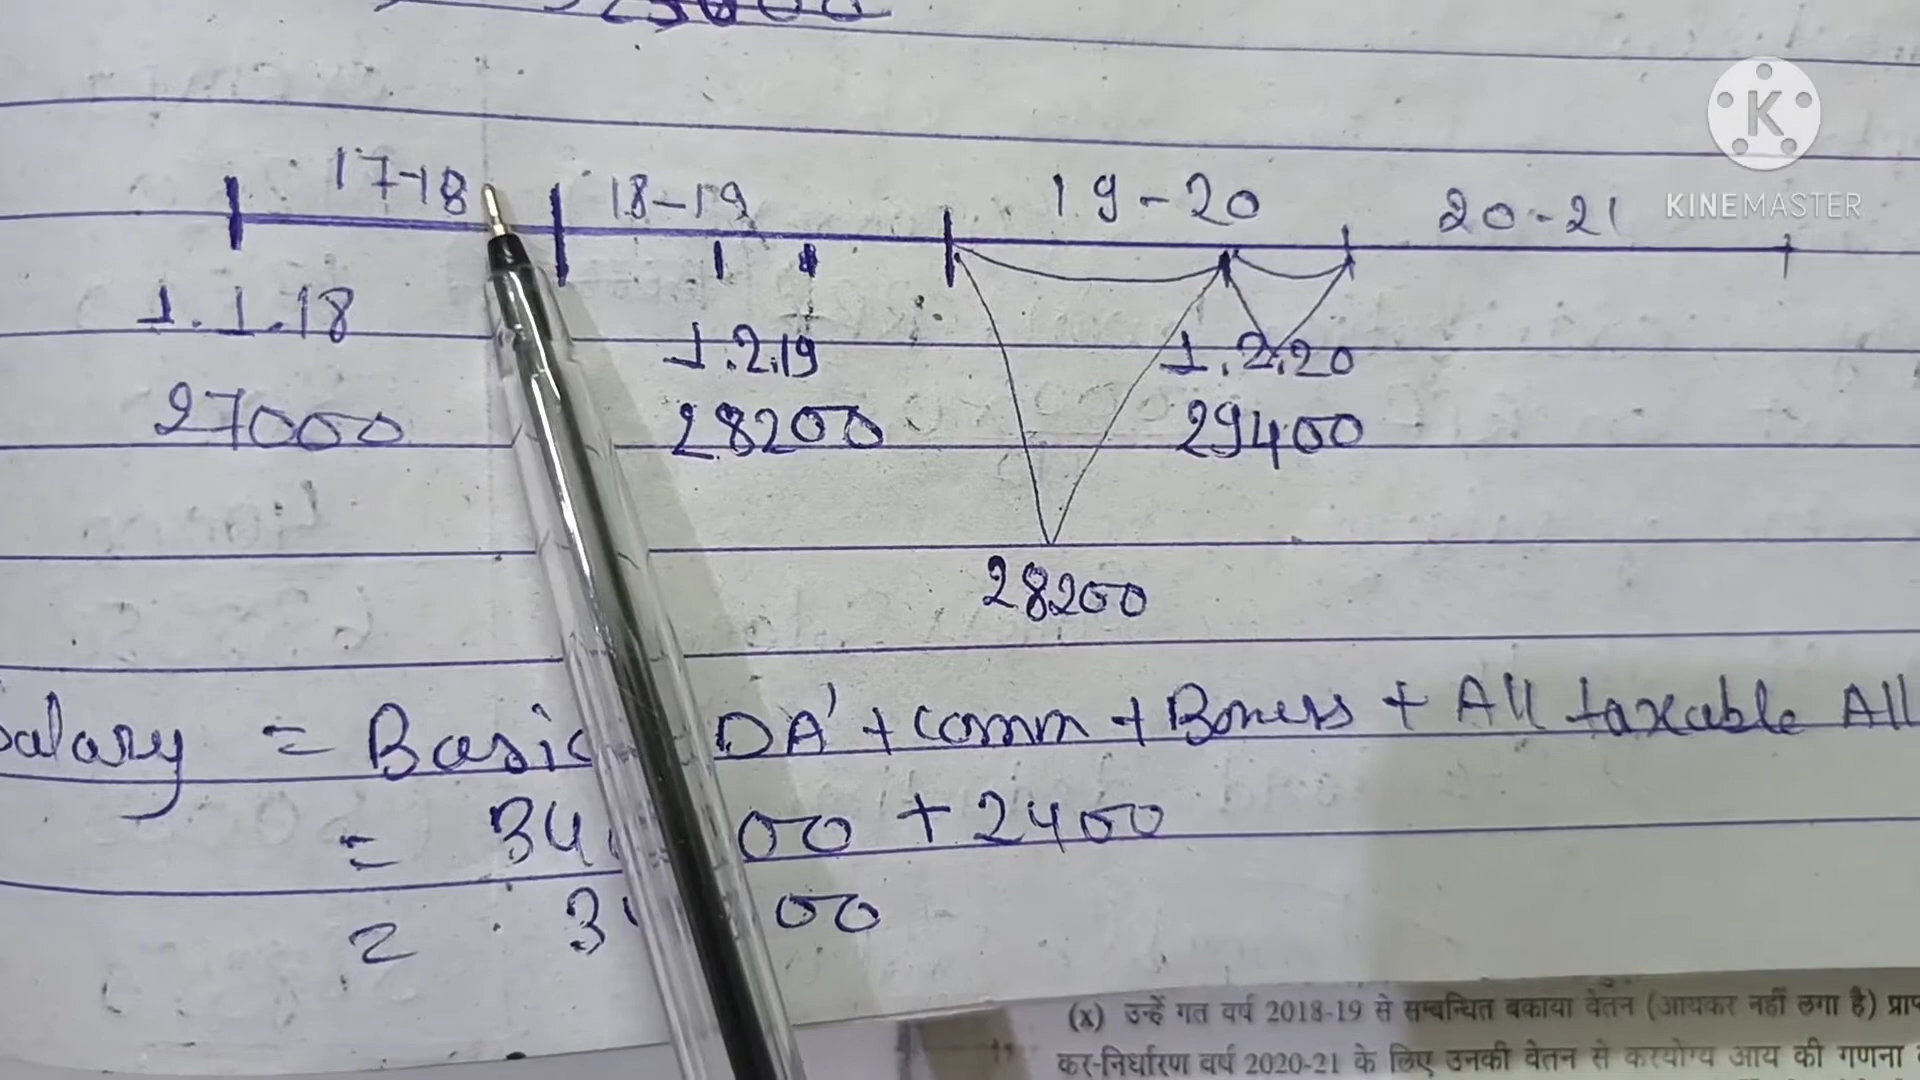 17-18 18-19 19-20 20-21
KINEMASTER
1.1.18 1.2.19 1.2.20
27000 28200 29400
28200
Salary = Basic DA + Comm + Boness + All taxable All
= 34 00 + 2400
= 3 00
(x) उन्हें गत वर्ष 2018-19 से सम्बन्धित बकाया वेतन (आयकर नहीं लगा है)
कर-निर्धारण वर्ष 2020-21 के लिए उनकी वेतन से करयोग्य आय की गणना